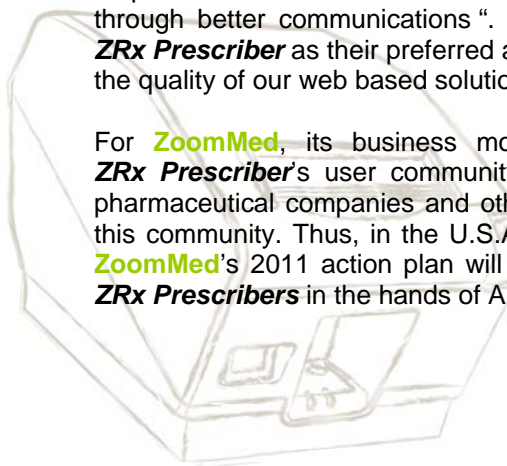 through better communications “.
ZRx Prescriber as their preferred a
the quality of our web based solutio
For ZoomMed, its business mo
ZRx Prescriber's user communit
pharmaceutical companies and oth
this community. Thus, in the U.S.A
ZoomMed's 2011 action plan will
ZRx Prescribers in the hands of A